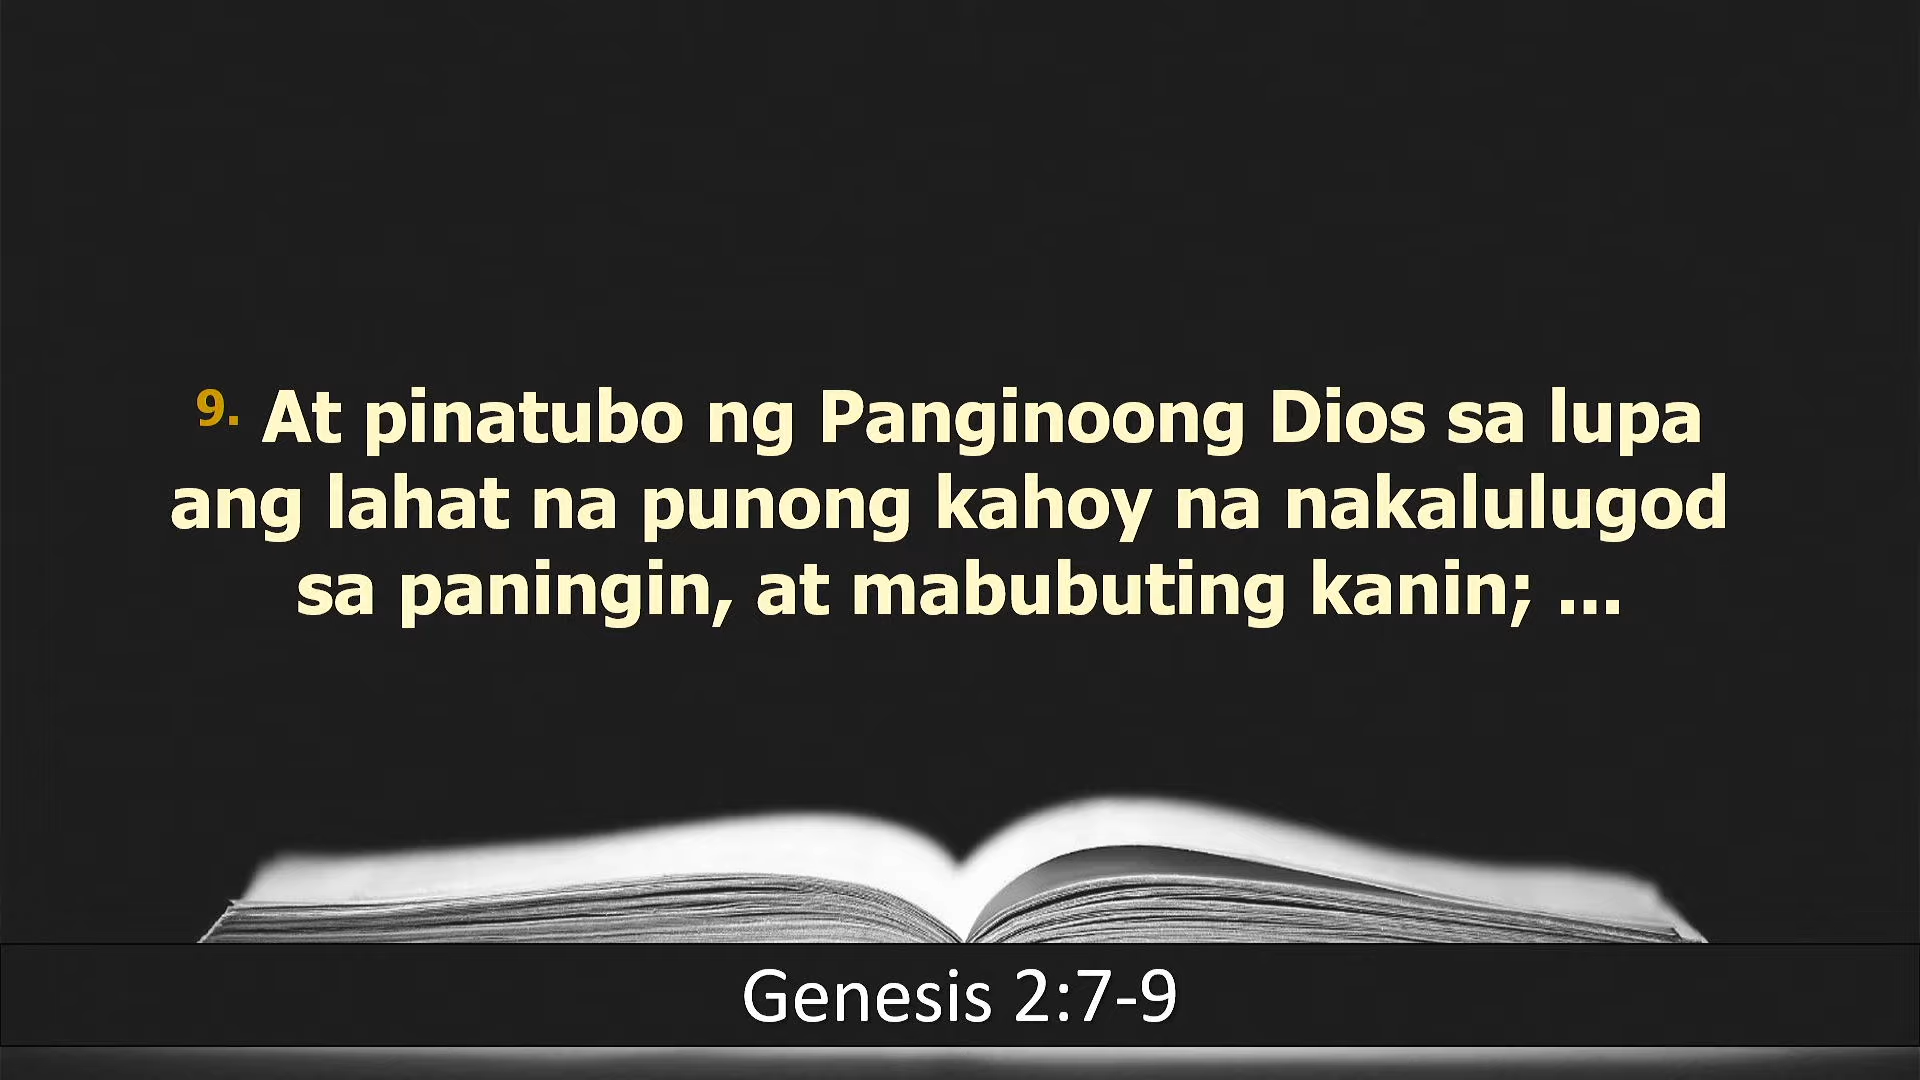 9. At pinatubo ng Panginoong Dios sa lupa
ang lahat na punong kahoy na nakalulugod
sa paningin, at mabubuting kanin; ...
Genesis 2:7-9